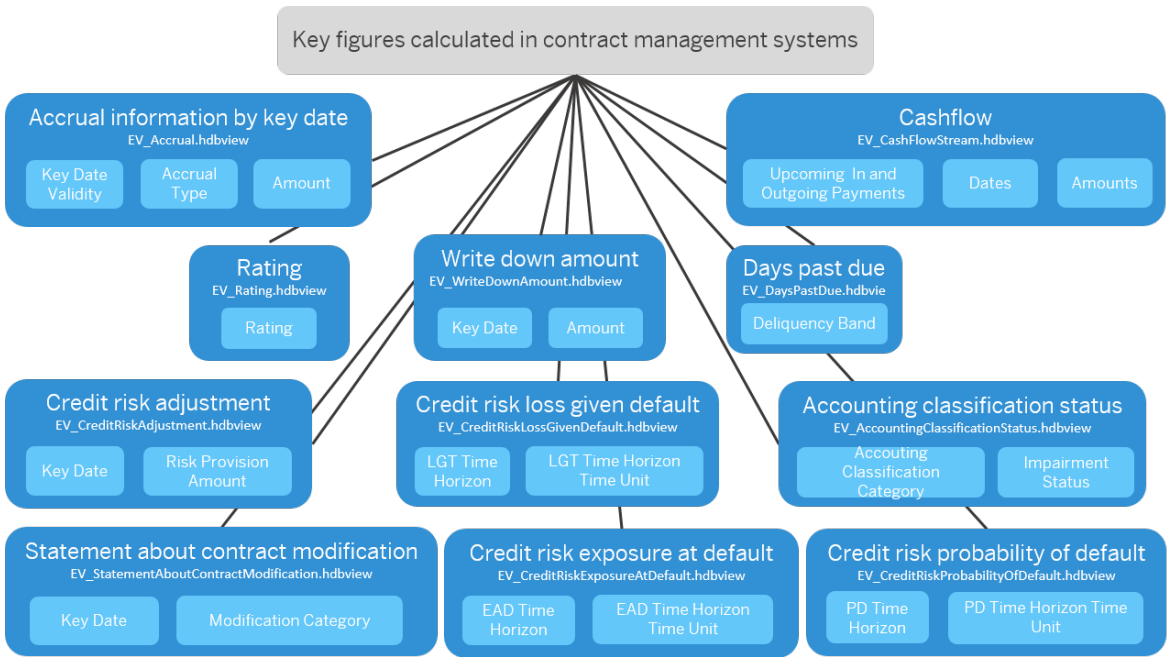 Key figures calculated in contract management systems
Accrual information by key date
EV_Accrual.hdbview
Key Date
Validity
Accrual
Type
Amount
Cashflow
EV_CashFlowStream.hdbview
Upcoming In and
Outgoing Payments
Dates
Amounts
Rating
EV_Rating.hdbview
Rating
Write down amount
EV_WriteDownAmount.hdbview
Key Date
Amount
Days past due
EV_DaysPastDue.hdbvie
Deliquency Band
Credit risk adjustment
EV_CreditRiskAdjustment.hdbview
Key Date
Risk Provision
Amount
Credit risk loss given default
EV_CreditRiskLossGivenDefault.hdbview
LGT Time
Horizon
LGT Time Horizon
Time Unit
Accounting classification status
EV_AccountingClassificationStatus.hdbview
Accouting
Classification
Category
Impairment
Status
Statement about contract modification
EV_StatementAboutContractModification.hdbview
Key Date
Modification Category
Credit risk exposure at default
EV_CreditRiskExposureAtDefault.hdbview
EAD Time
Horizon
EAD Time Horizon
Time Unit
Credit risk probability of default
EV_CreditRiskProbabilityOfDefault.hdbview
PD Time
Horizon
PD Time Horizon Time
Unit